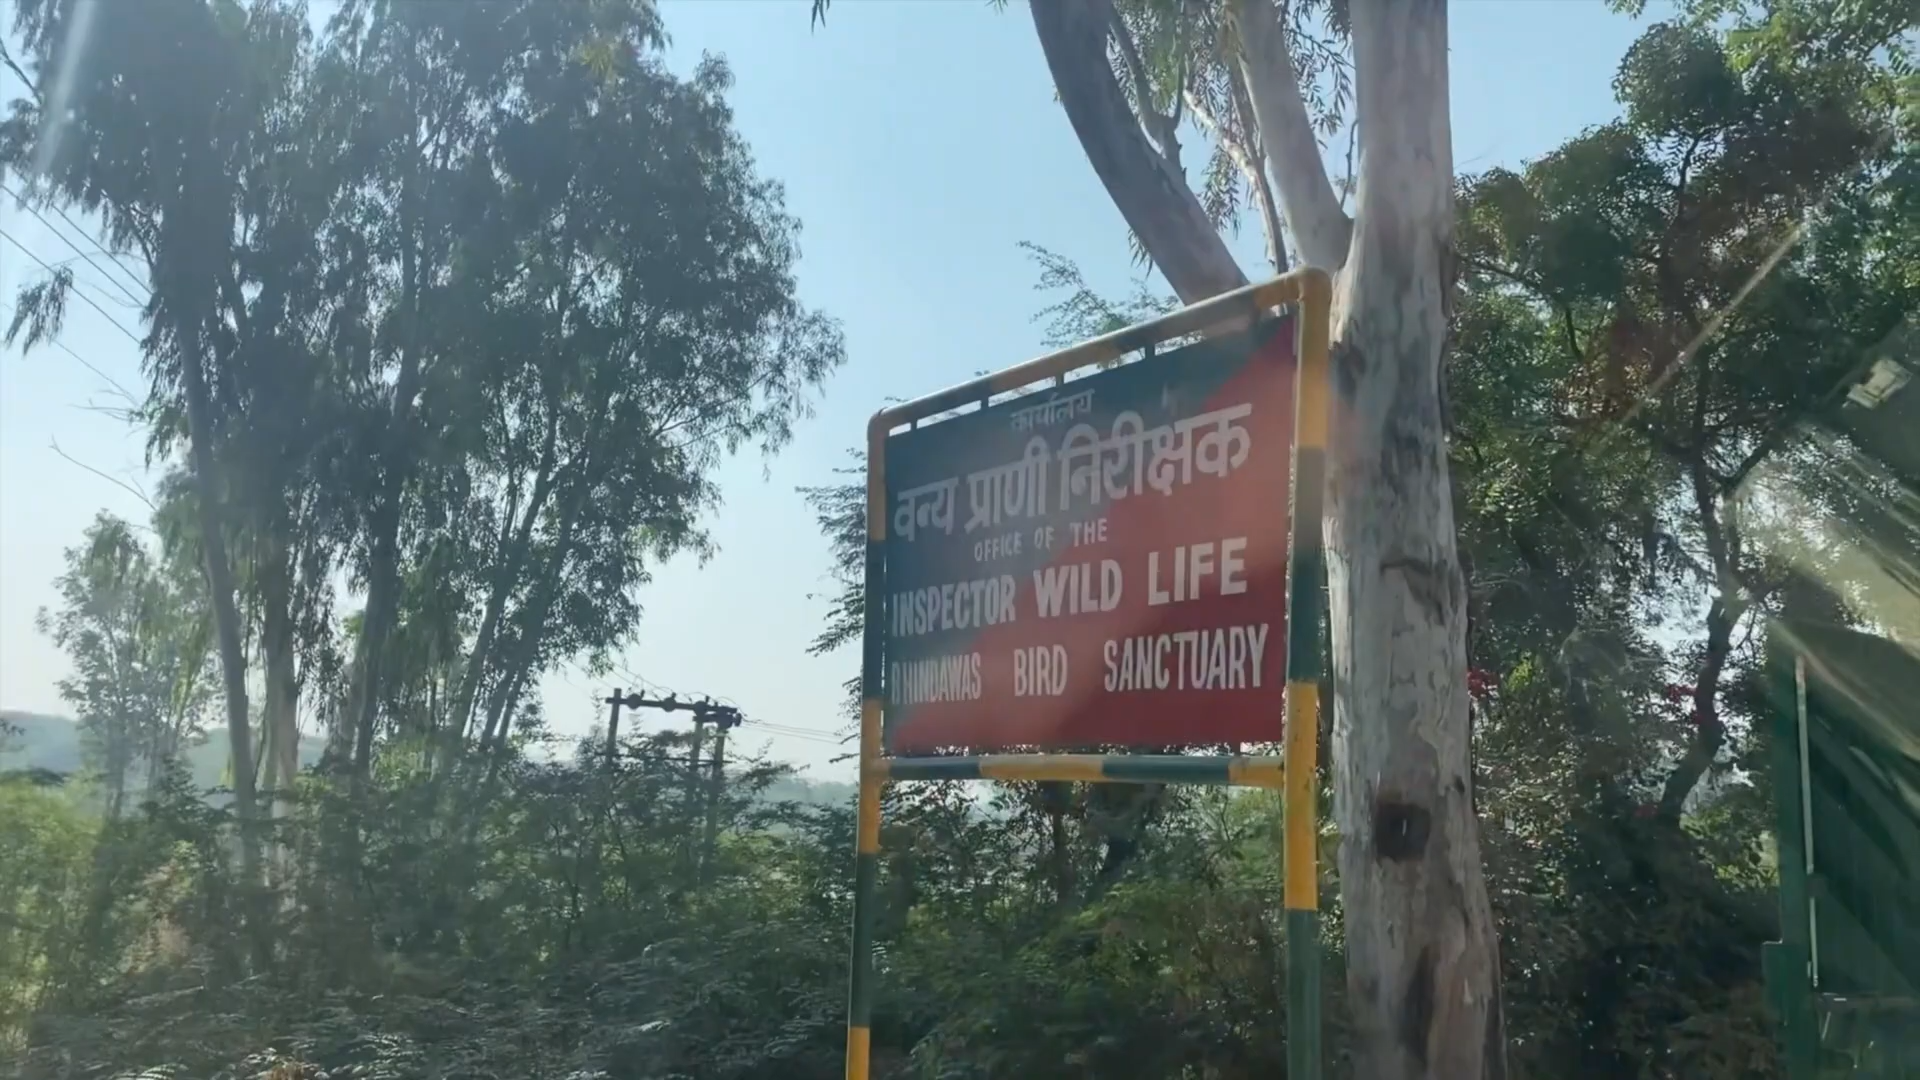 कार्यालय
वन्य प्राणी निरीक्षक
OFFICE OF THE
INSPECTOR WILD LIFE
BHINDAWAS BIRD SANCTUARY